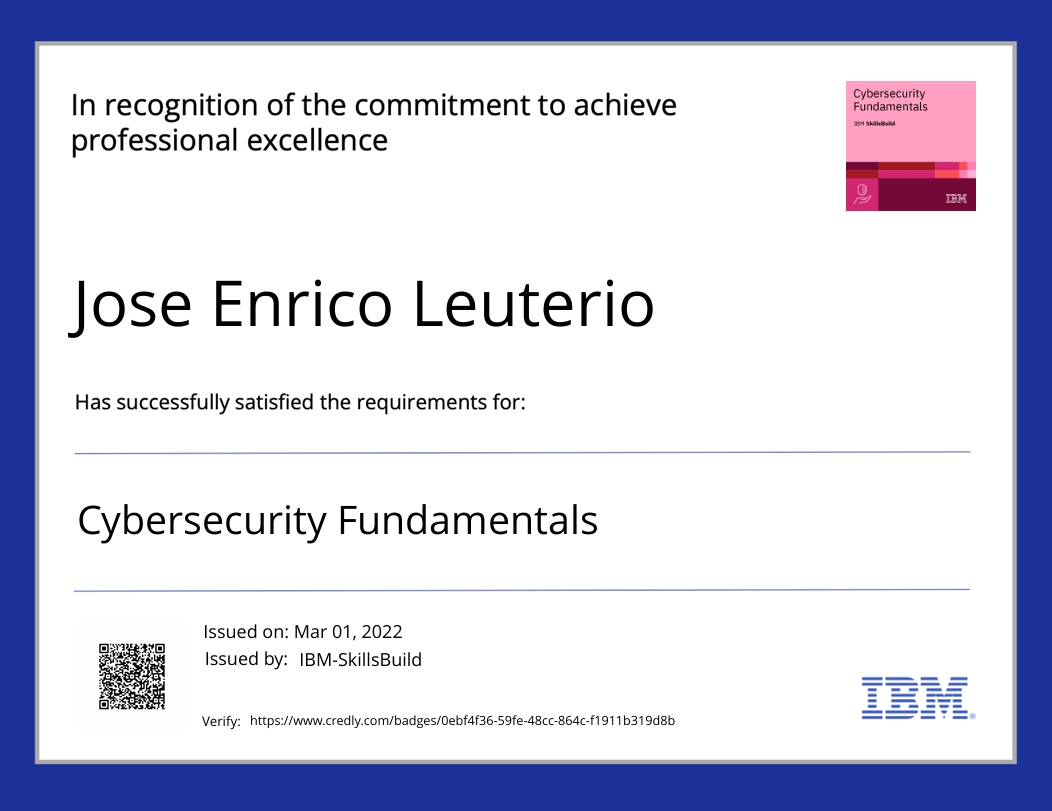 In recognition of the commitment to achieve
professional excellence
Cybersecurity
Fundamentals
IBM SkillsBuild
IBM
Jose Enrico Leuterio
Has successfully satisfied the requirements for:
Cybersecurity Fundamentals
Issued on: Mar 01, 2022
Issued by: IBM-SkillsBuild
Verify: https://www.credly.com/badges/0ebf4f36-59fe-48cc-864c-f1911b319d8b
IBM®